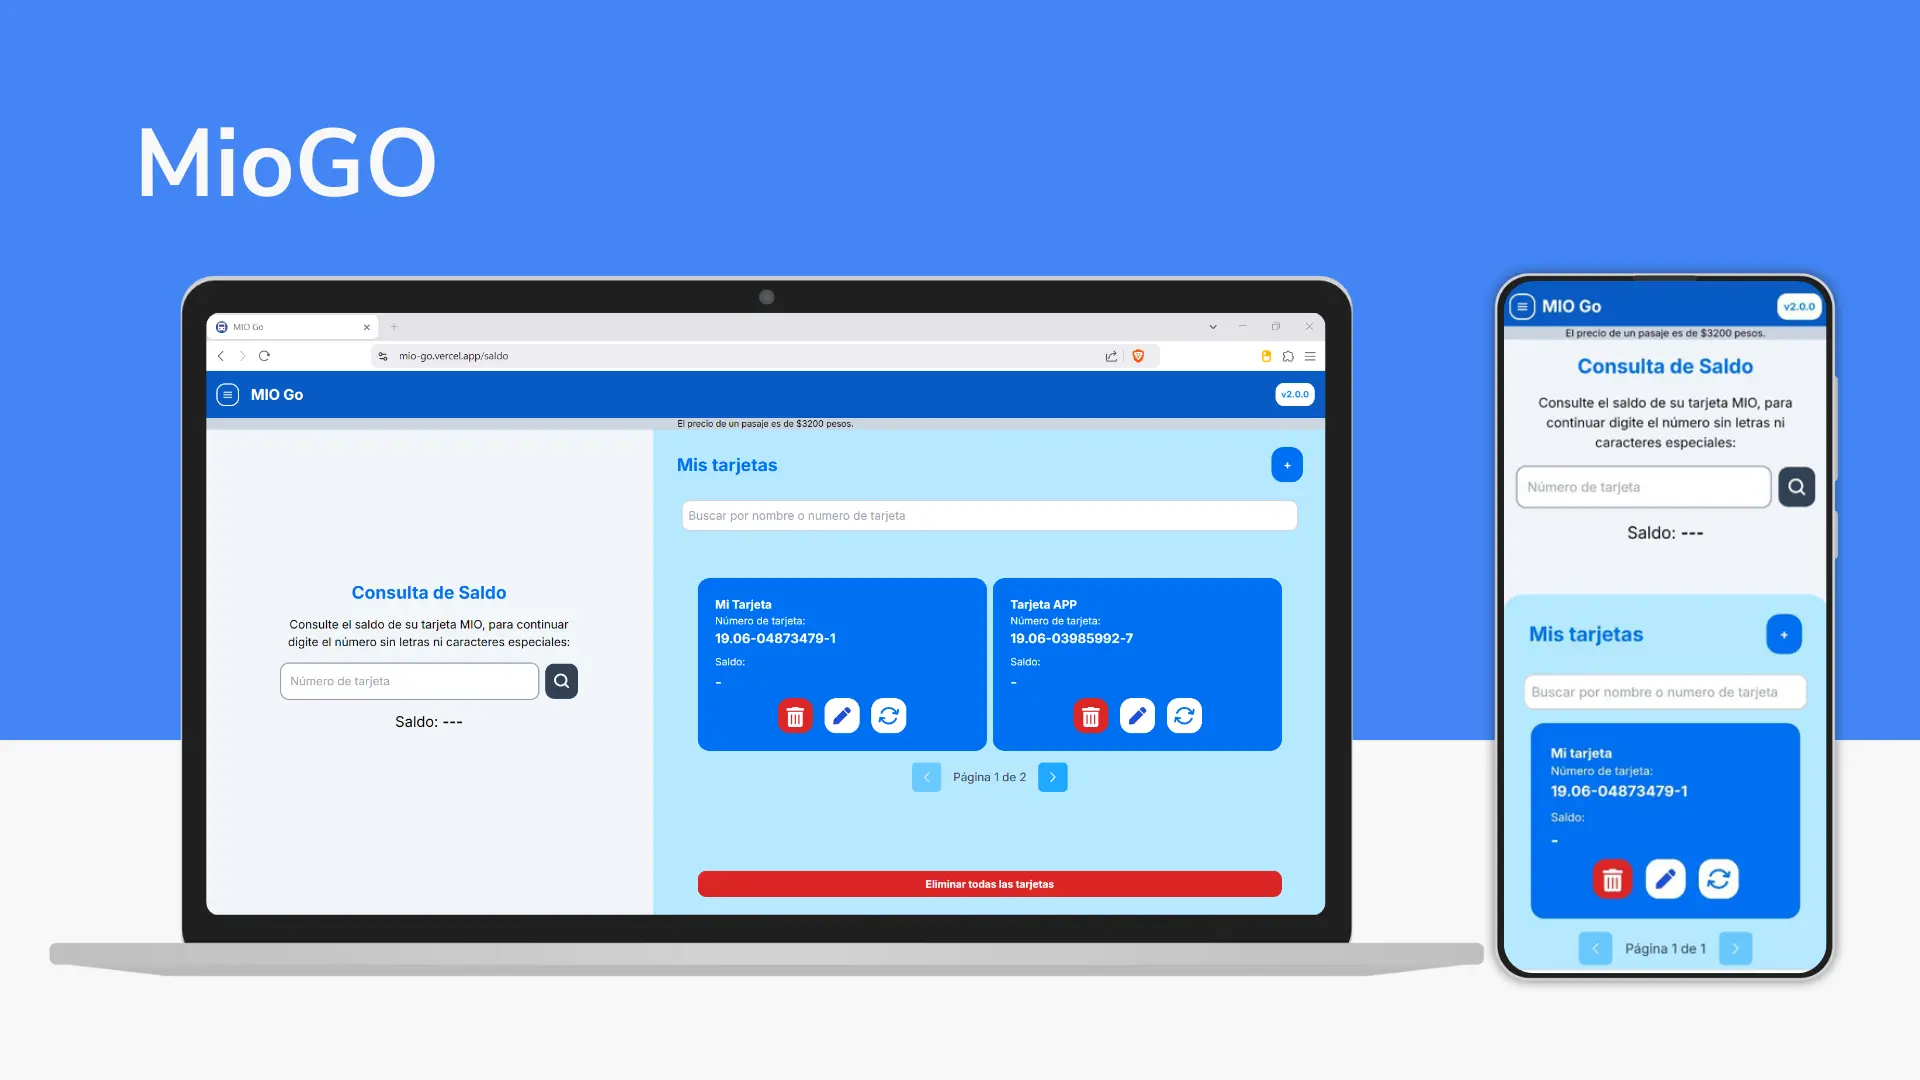 MioGO
MIO Go
mio-go.vercel.app/saldo
MIO Go
v2.0.0
El precio de un pasaje es de $3200 pesos.
Consulta de Saldo
Consulte el saldo de su tarjeta MIO, para continuar
digite el número sin letras ni caracteres especiales:
Número de tarjeta
Saldo: ---
Mis tarjetas
+
Buscar por nombre o numero de tarjeta
Mi Tarjeta
Número de tarjeta:
19.06-04873479-1
Saldo:
-
Tarjeta APP
Número de tarjeta:
19.06-03985992-7
Saldo:
-
Página 1 de 2
Eliminar todas las tarjetas
MIO Go
v2.0.0
El precio de un pasaje es de $3200 pesos.
Consulta de Saldo
Consulte el saldo de su tarjeta MIO, para
continuar digite el número sin letras ni
caracteres especiales:
Número de tarjeta
Saldo: ---
Mis tarjetas
+
Buscar por nombre o numero de tarjeta
Mi tarjeta
Número de tarjeta:
19.06-04873479-1
Saldo:
-
Página 1 de 1